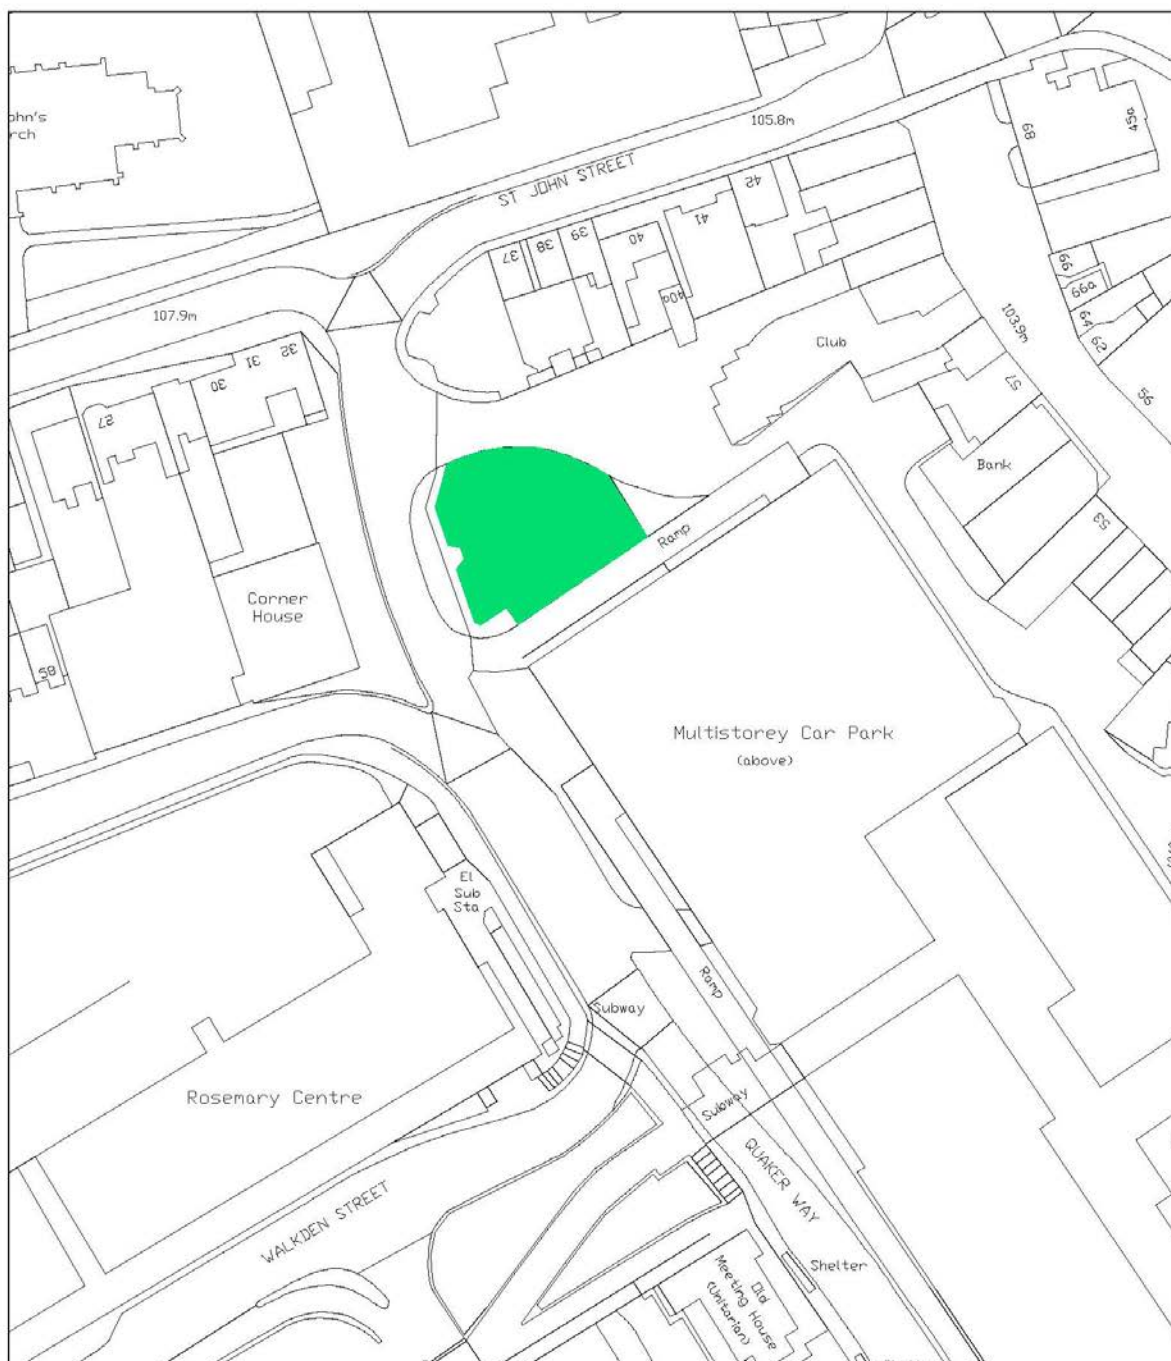 ohn's
rch
105.8m
ST JOHN STREET
89
45a
42
41
40
39
38
37
40a
66
66a
64
62
56
107.9m
103.9m
32
31
30
27
Club
57
Bank
53
Ramp
Corner
House
58
Multistorey Car Park
(above)
El
Sub
Sta
Ramp
Subway
Rosemary Centre
Subway
QUAKER WAY
WALKDEN STREET
Shelter
Old
Meeting House
(Unitarian)